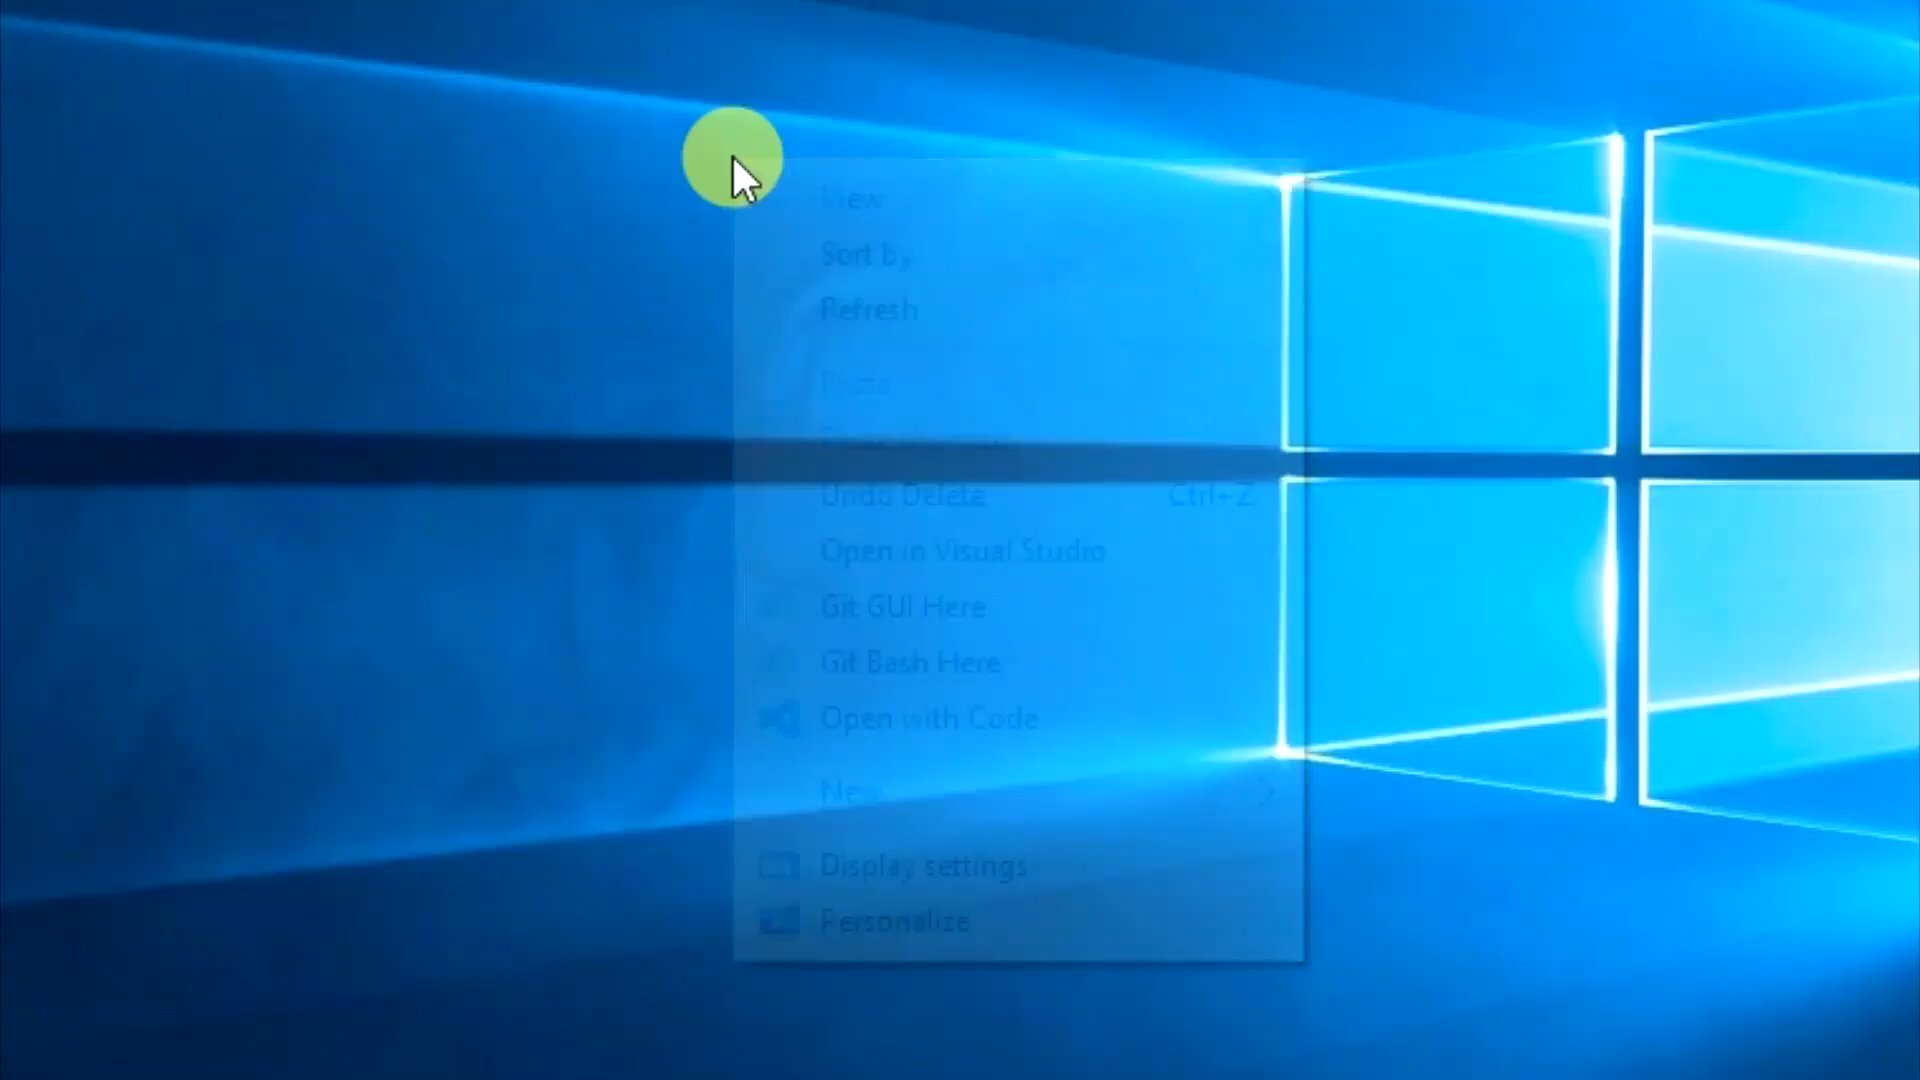 View
Sort by
Refresh
Paste
Undo Delete Ctrl+Z
Open in Visual Studio
Git GUI Here
Git Bash Here
Open with Code
New
Display settings
Personalize